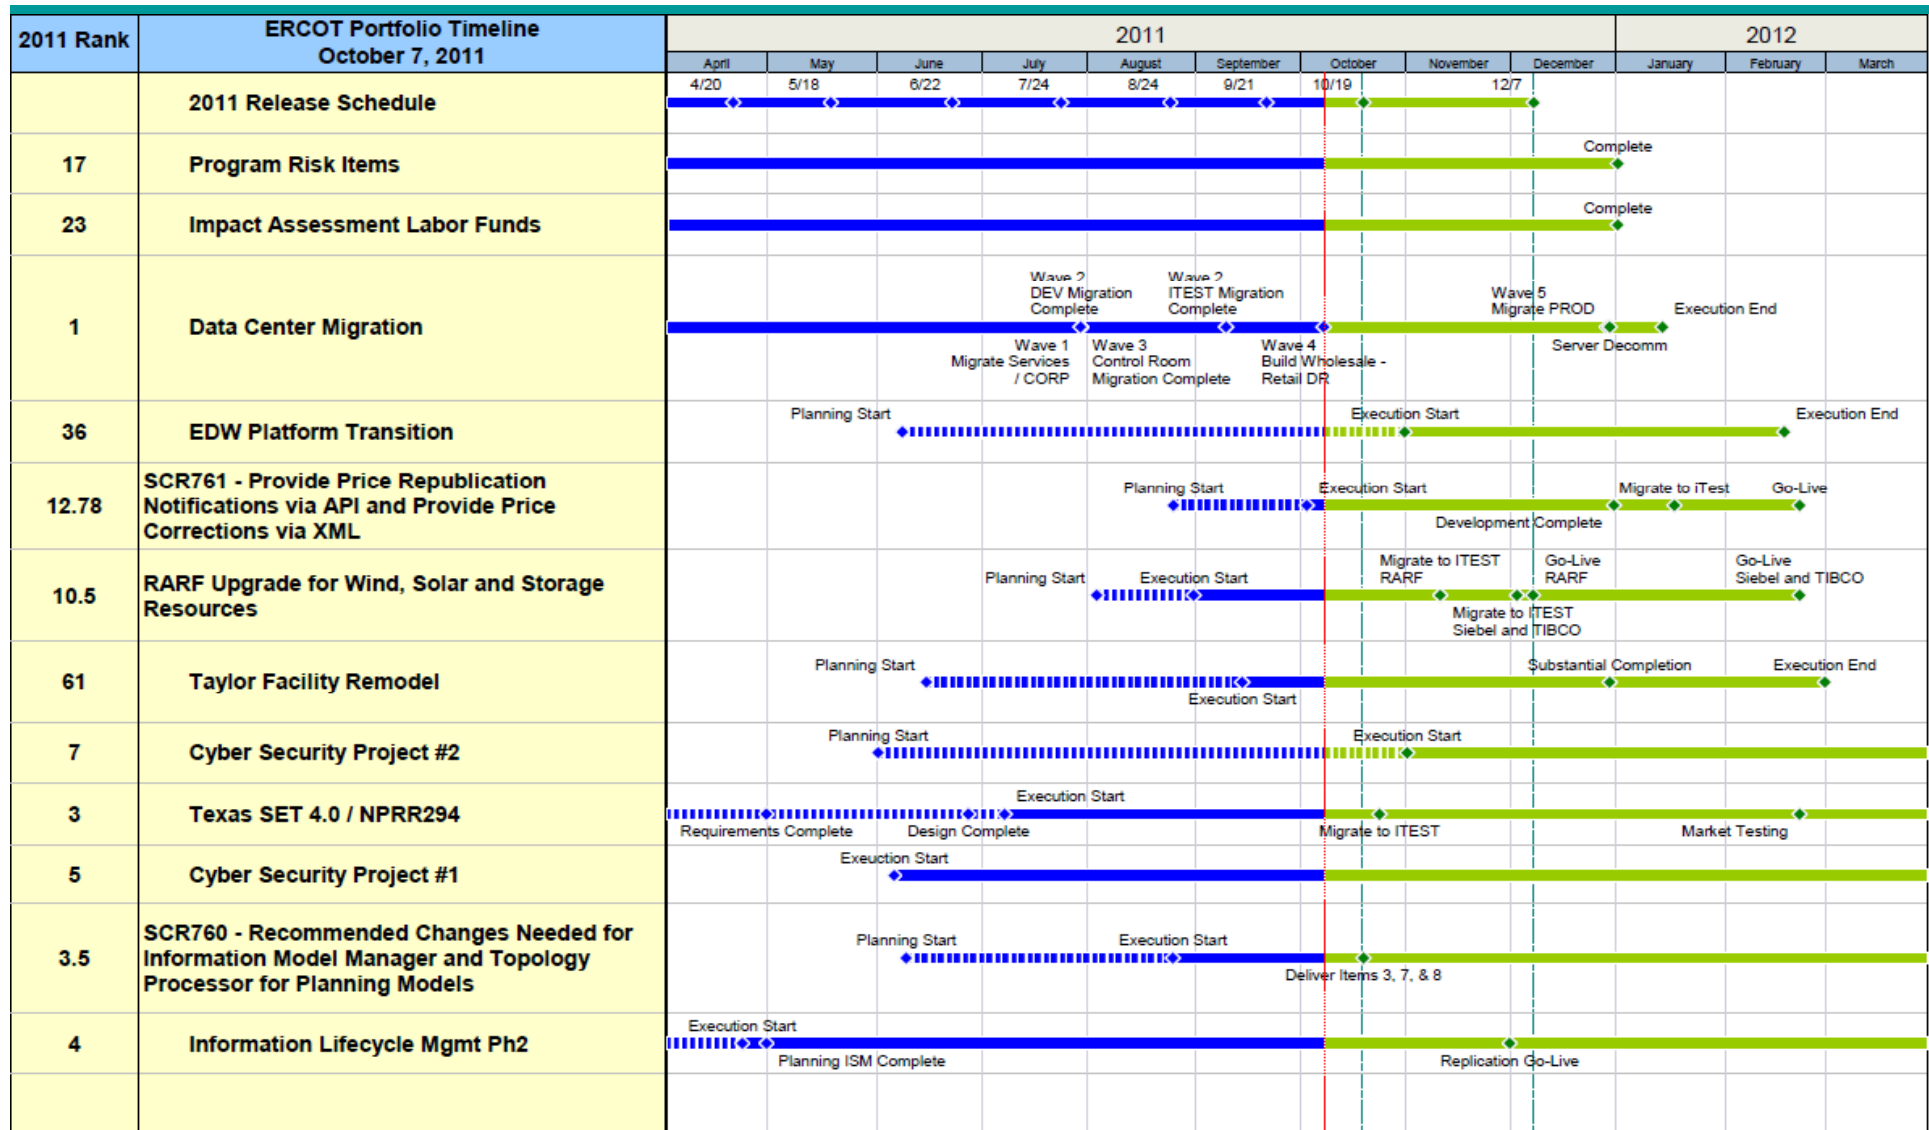 2011 Rank
ERCOT Portfolio Timeline
October 7, 2011
2011
2012
April May June July August September October November December January February March
2011 Release Schedule
4/20 5/18 6/22 7/24 8/24 9/21 10/19 12/7
17
Program Risk Items
Complete
23
Impact Assessment Labor Funds
Complete
1
Data Center Migration
Wave 2
DEV Migration
Complete
Wave 2
ITEST Migration
Complete
Wave 5
Migrate PROD
Execution End
Wave 1
Migrate Services
/ CORP
Wave 3
Control Room
Migration Complete
Wave 4
Build Wholesale -
Retail DR
Server Decomm
36
EDW Platform Transition
Planning Start
Execution Start
Execution End
12.78
SCR761 - Provide Price Republication
Notifications via API and Provide Price
Corrections via XML
Planning Start
Execution Start
Migrate to iTest
Go-Live
Development Complete
10.5
RARF Upgrade for Wind, Solar and Storage
Resources
Planning Start
Execution Start
Migrate to ITEST
RARF
Go-Live
RARF
Go-Live
Siebel and TIBCO
Migrate to ITEST
Siebel and TIBCO
61
Taylor Facility Remodel
Planning Start
Substantial Completion
Execution End
Execution Start
7
Cyber Security Project #2
Planning Start
Execution Start
3
Texas SET 4.0 / NPRR294
Execution Start
Requirements Complete
Design Complete
Migrate to ITEST
Market Testing
5
Cyber Security Project #1
Exeuction Start
3.5
SCR760 - Recommended Changes Needed for
Information Model Manager and Topology
Processor for Planning Models
Planning Start
Execution Start
Deliver Items 3, 7, & 8
4
Information Lifecycle Mgmt Ph2
Execution Start
Planning ISM Complete
Replication Go-Live